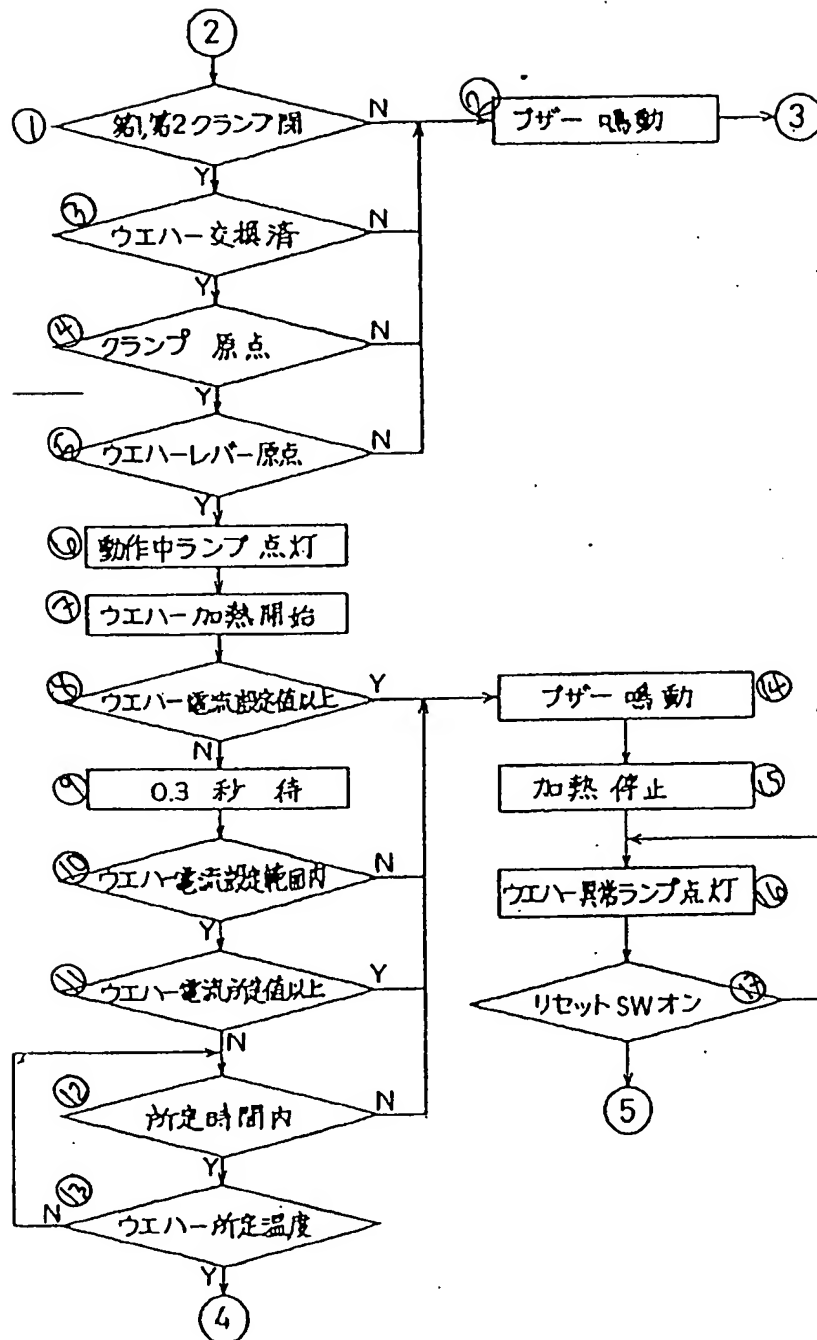 ②
① 第1,第2クランプ閉
N
② ブザー 鳴動
③
Y
③ ウエハー交換済
N
Y
④ クランプ 原点
N
Y
⑤ ウエハーレバー原点
N
Y
⑥ 動作中ランプ 点灯
⑦ ウエハー加熱開始
⑧ ウエハー電流設定値以上
Y
N
⑨ 0.3 秒 待
⑩ ウエハー電流設定範囲内
N
Y
⑪ ウエハー電流所定値以上
Y
N
⑫ 所定時間内
N
Y
⑬ ウエハー所定温度
N
Y
④
ブザー 鳴動 ⑭
加熱停止 ⑮
ウエハー異常ランプ点灯 ⑯
リセットSWオン ⑰
⑤